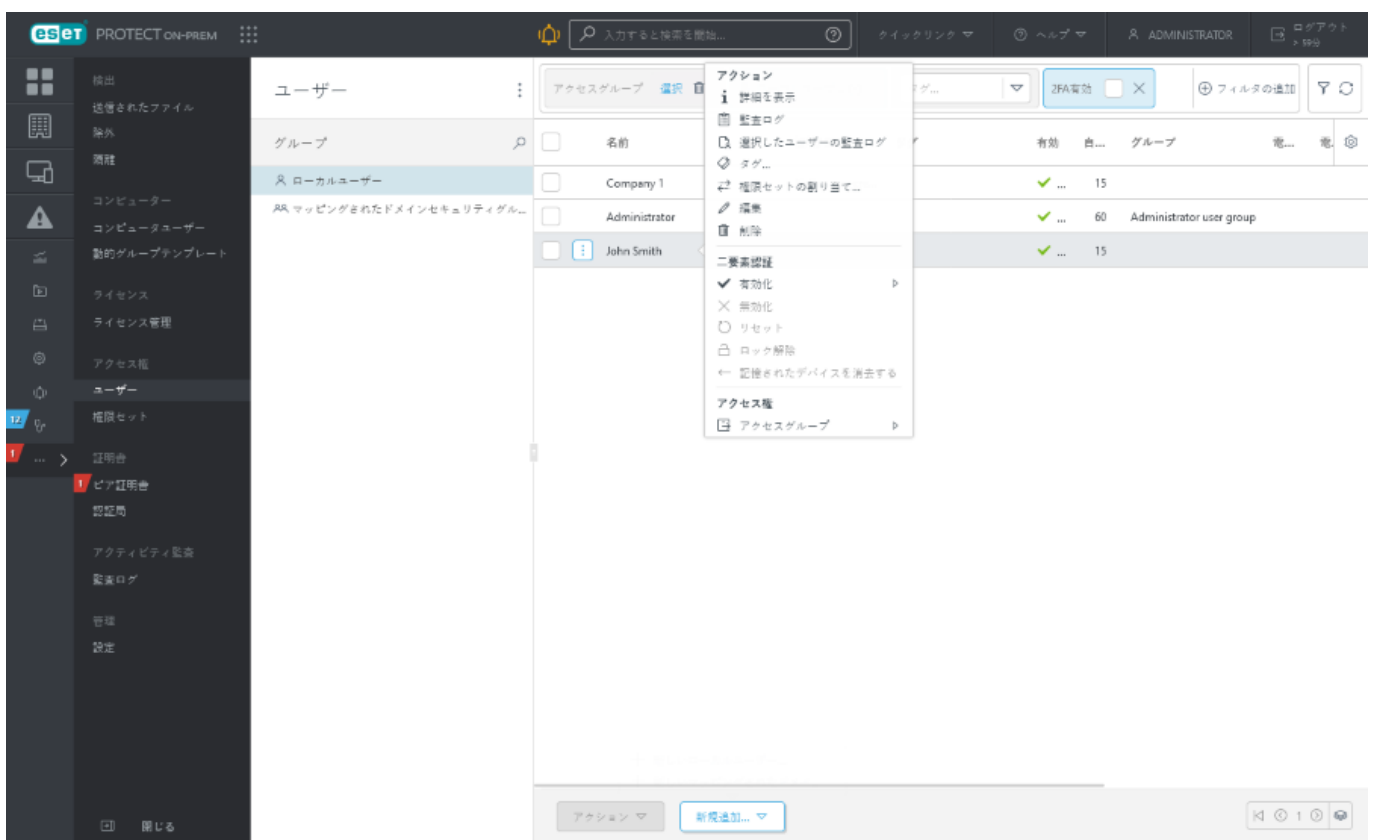 eset PROTECT ON-PREM
入力すると検索を開始...
クイックリンク
ヘルプ
ADMINISTRATOR
ログアウト
> 59分
検出
送信されたファイル
除外
隔離
コンピューター
コンピュータユーザー
動的グループテンプレート
ライセンス
ライセンス管理
アクセス権
ユーザー
権限セット
証明書
ピア証明書
認証局
アクティビティ監査
監査ログ
管理
設定
閉じる
12
1
1
ユーザー
グループ
ローカルユーザー
マッピングされたドメインセキュリティグル...
アクセスグループ 選択
タグ...
2FA有効
フィルタの追加
名前
有効
自...
グループ
電...
電.
Company 1
... 15
Administrator
... 60 Administrator user group
John Smith
... 15
アクション
詳細を表示
監査ログ
選択したユーザーの監査ログ
タグ...
権限セットの割り当て...
編集
削除
二要素認証
有効化
無効化
リセット
ロック解除
記憶されたデバイスを消去する
アクセス権
アクセスグループ
アクション
新規追加...
1